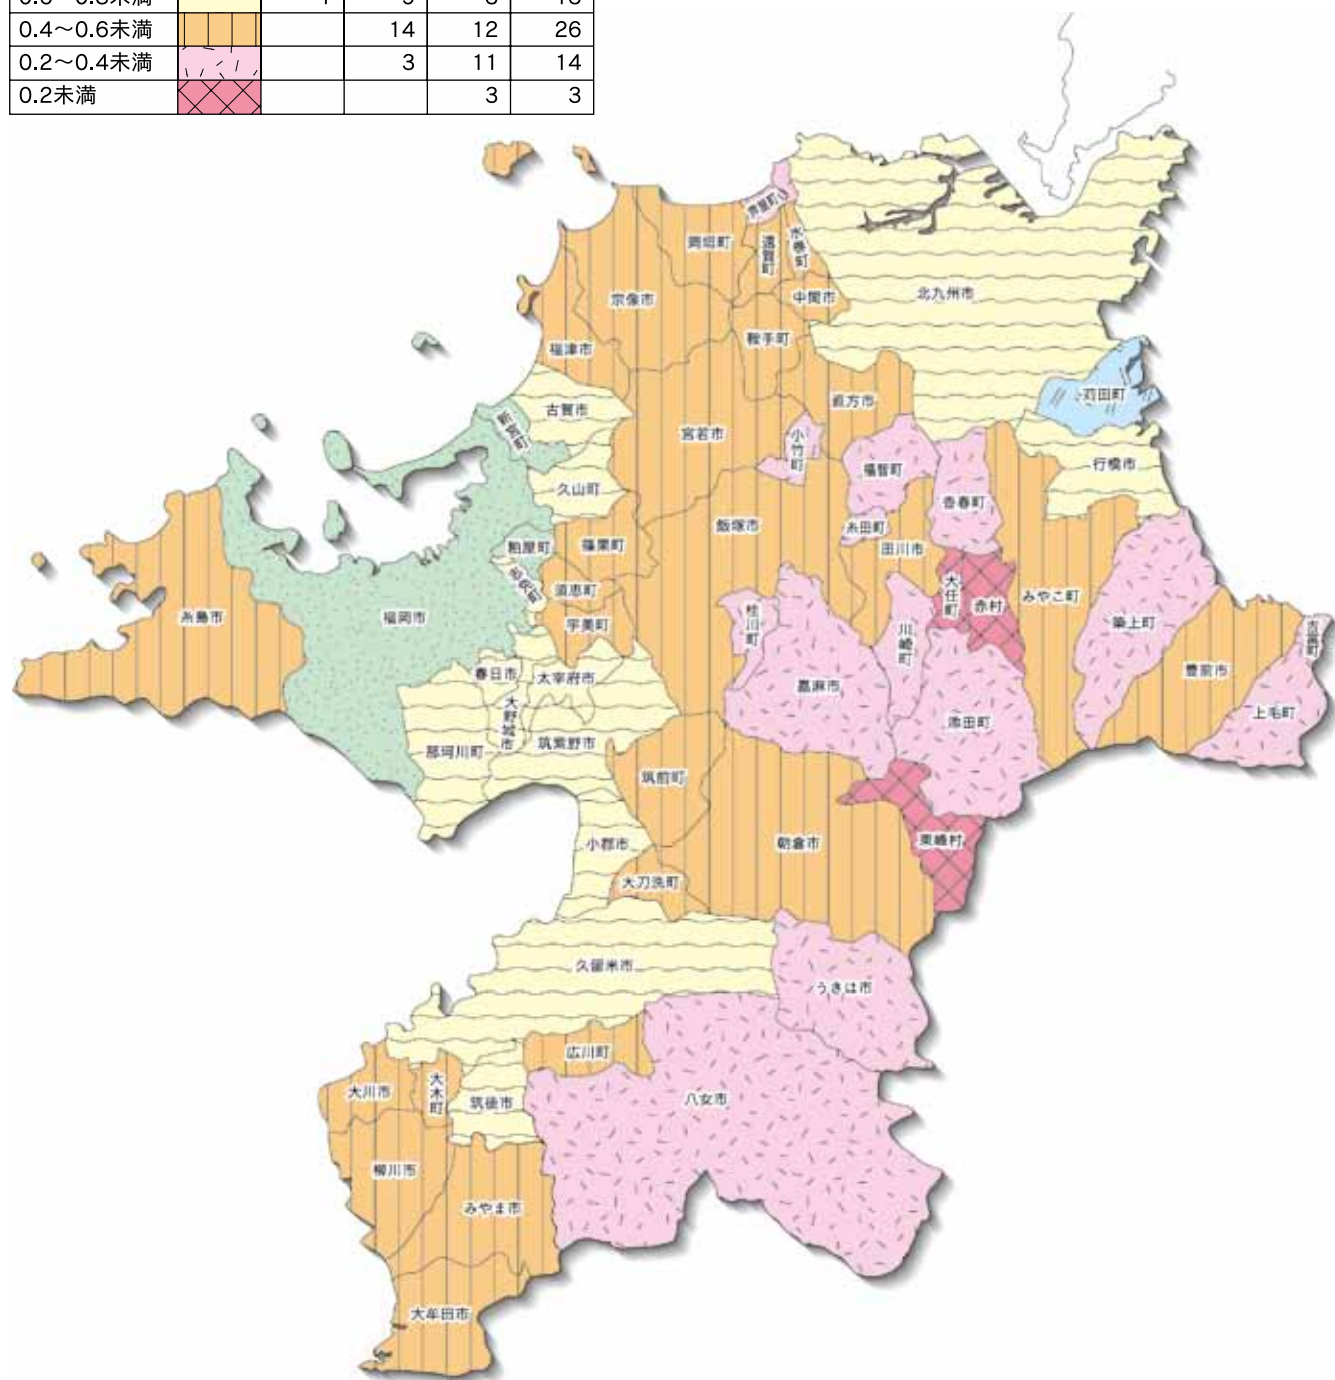 0.4～0.6未満 14 12 26
0.2～0.4未満 3 11 14
0.2未満 3 3
芦屋町
岡垣町
遠賀町
水巻町
北九州市
宗像市
中間市
鞍手町
福津市
苅田町
直方市
古賀市
新宮町
宮若市
小竹町
行橋市
福智町
久山町
香春町
飯塚市
糸田町
粕屋町
篠栗町
田川市
志免町
須恵町
大任町
赤村
みやこ町
糸島市
福岡市
宇美町
桂川町
川崎町
築上町
吉富町
春日市
太宰府市
豊前市
嘉麻市
大野城市
添田町
上毛町
那珂川町
筑紫野市
筑前町
小郡市
朝倉市
東峰村
大刀洗町
久留米市
うきは市
広川町
大川市
大木町
筑後市
八女市
柳川市
みやま市
大牟田市